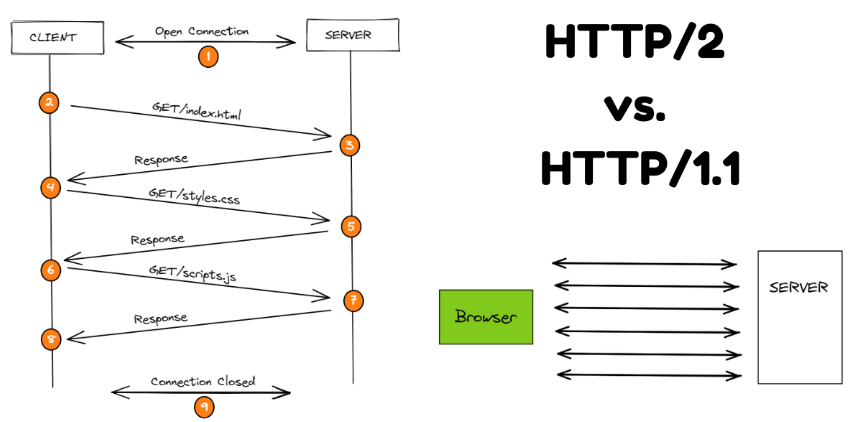 CLIENT
Open Connection
SERVER
1
2
GET/index.html
3
Response
4
GET/styles.css
5
Response
6
GET/scripts.js
7
Response
8
Connection Closed
9
HTTP/2
vs.
HTTP/1.1
Browser
SERVER